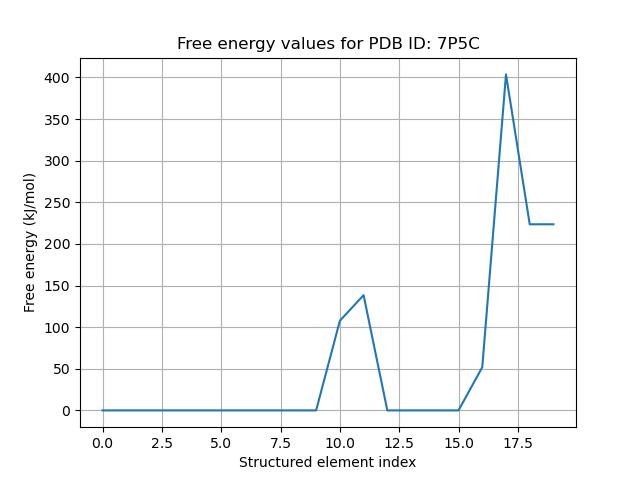 Free energy values for PDB ID: 7P5C
Free energy (kJ/mol)
400
350
300
250
200
150
100
50
0
0.0 2.5 5.0 7.5 10.0 12.5 15.0 17.5
Structured element index